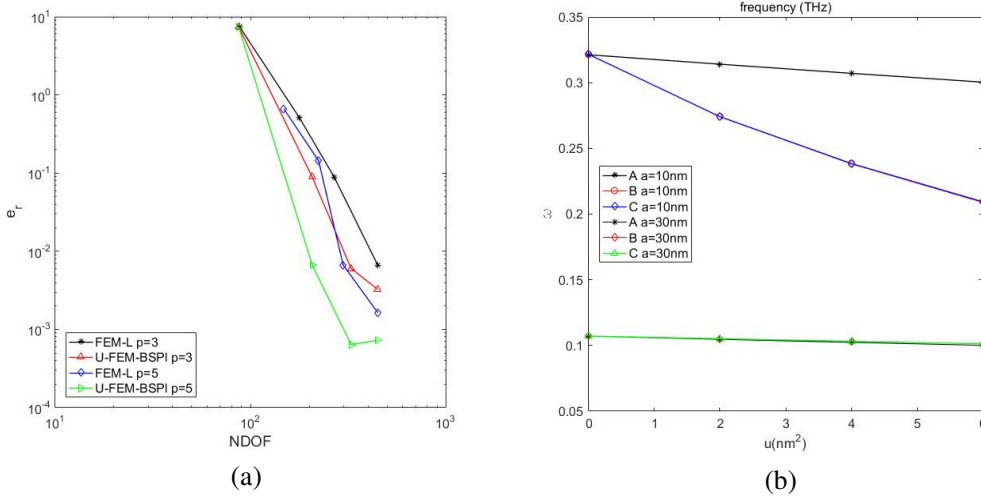 10^1
10^0
10^-1
10^-2
10^-3
10^-4
e_r
FEM-L p=3
U-FEM-BSPI p=3
FEM-L p=5
U-FEM-BSPI p=5
10^1
10^2
10^3
NDOF
(a)
frequency (THz)
0.35
0.3
0.25
0.2
0.15
0.1
0.05
ω
A a=10nm
B a=10nm
C a=10nm
A a=30nm
B a=30nm
C a=30nm
0
1
2
3
4
5
6
u(nm²)
(b)